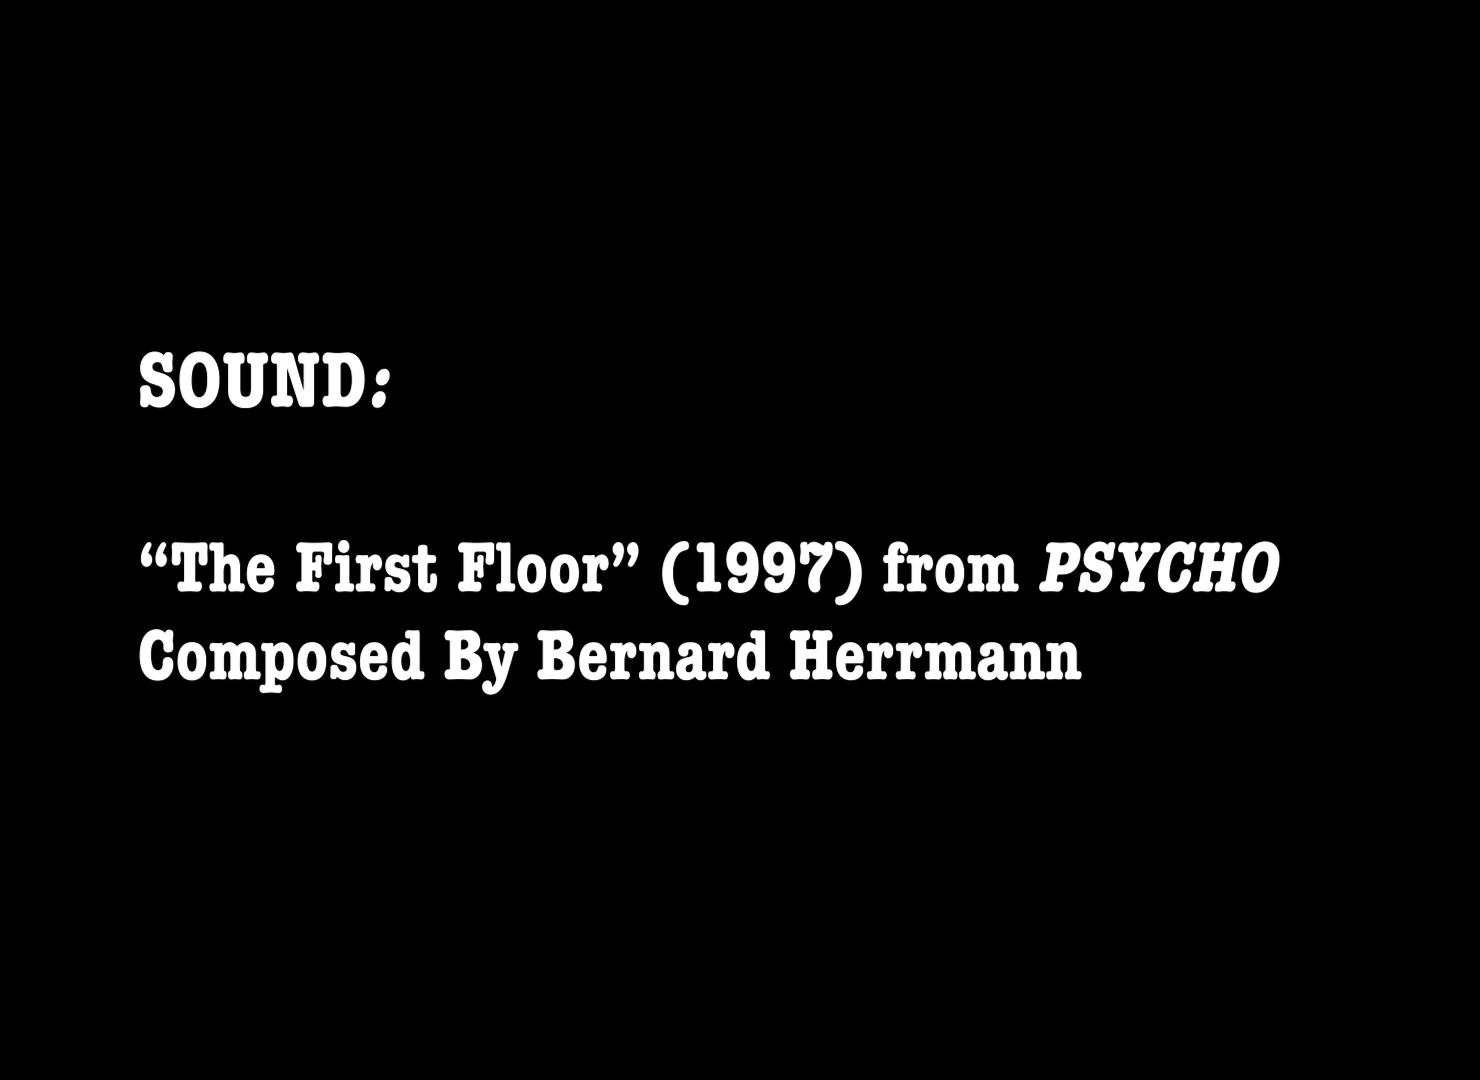 SOUND:
“The First Floor” (1997) from PSYCHO
Composed By Bernard Herrmann